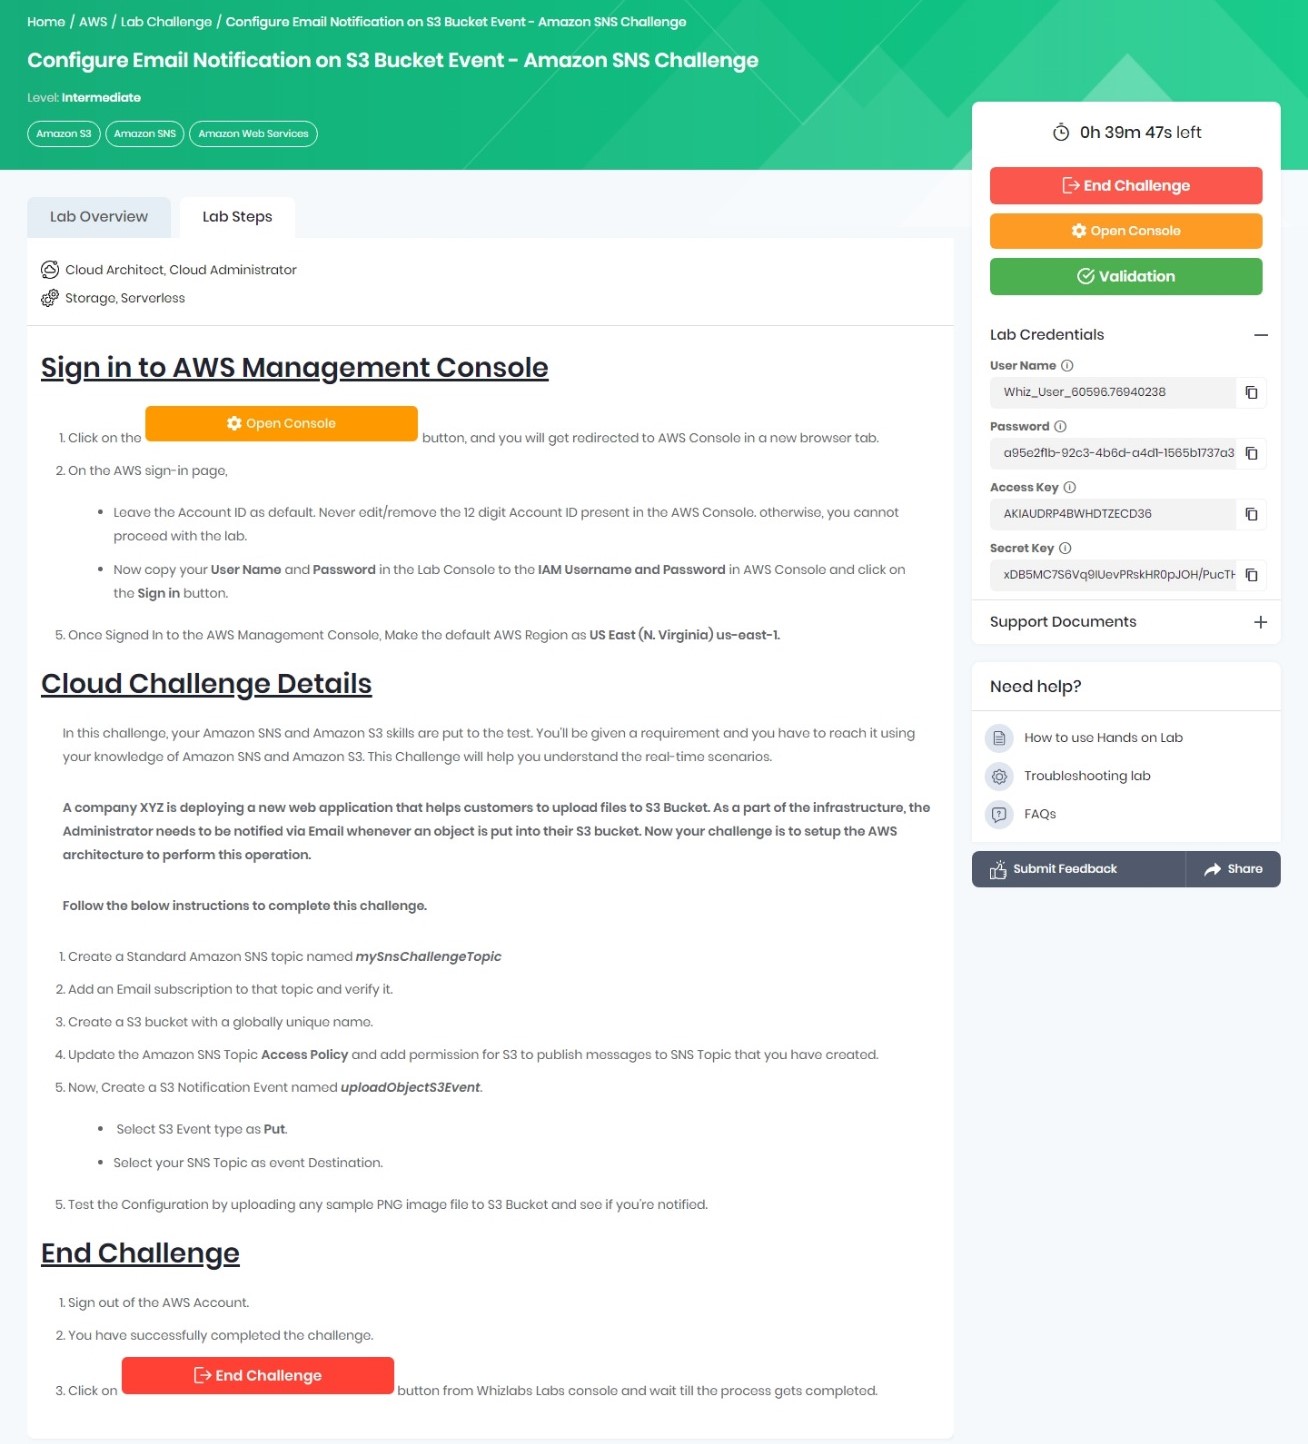 Home / AWS / Lab Challenge / Configure Email Notification on S3 Bucket Event - Amazon SNS Challenge
Configure Email Notification on S3 Bucket Event - Amazon SNS Challenge
Level: Intermediate
Amazon S3
Amazon SNS
Amazon Web Services
0h 39m 47s left
End Challenge
Open Console
Validation
Lab Credentials
User Name
Whiz_User_60596.76940238
Password
a95e2f1b-92c3-4b6d-a4d1-1565b1737a3
Access Key
AKIAUDRP4BWHDTZECD36
Secret Key
xDB5MC7S6Vq9IUevPRskHR0pJOH/PucTH
Support Documents
Need help?
How to use Hands on Lab
Troubleshooting lab
FAQs
Submit Feedback
Share
Lab Overview
Lab Steps
Cloud Architect, Cloud Administrator
Storage, Serverless
Sign in to AWS Management Console
1. Click on the Open Console button, and you will get redirected to AWS Console in a new browser tab.
2. On the AWS sign-in page,
• Leave the Account ID as default. Never edit/remove the 12 digit Account ID present in the AWS Console. otherwise, you cannot
proceed with the lab.
• Now copy your User Name and Password in the Lab Console to the IAM Username and Password in AWS Console and click on
the Sign in button.
5. Once Signed In to the AWS Management Console, Make the default AWS Region as US East (N. Virginia) us-east-1.
Cloud Challenge Details
In this challenge, your Amazon SNS and Amazon S3 skills are put to the test. You'll be given a requirement and you have to reach it using
your knowledge of Amazon SNS and Amazon S3. This Challenge will help you understand the real-time scenarios.
A company XYZ is deploying a new web application that helps customers to upload files to S3 Bucket. As a part of the infrastructure, the
Administrator needs to be notified via Email whenever an object is put into their S3 bucket. Now your challenge is to setup the AWS
architecture to perform this operation.
Follow the below instructions to complete this challenge.
1. Create a Standard Amazon SNS topic named mySnsChallengeTopic
2. Add an Email subscription to that topic and verify it.
3. Create a S3 bucket with a globally unique name.
4. Update the Amazon SNS Topic Access Policy and add permission for S3 to publish messages to SNS Topic that you have created.
5. Now, Create a S3 Notification Event named uploadObjectS3Event.
• Select S3 Event type as Put.
• Select your SNS Topic as event Destination.
5. Test the Configuration by uploading any sample PNG image file to S3 Bucket and see if you're notified.
End Challenge
1. Sign out of the AWS Account.
2. You have successfully completed the challenge.
3. Click on End Challenge button from Whizlabs Labs console and wait till the process gets completed.